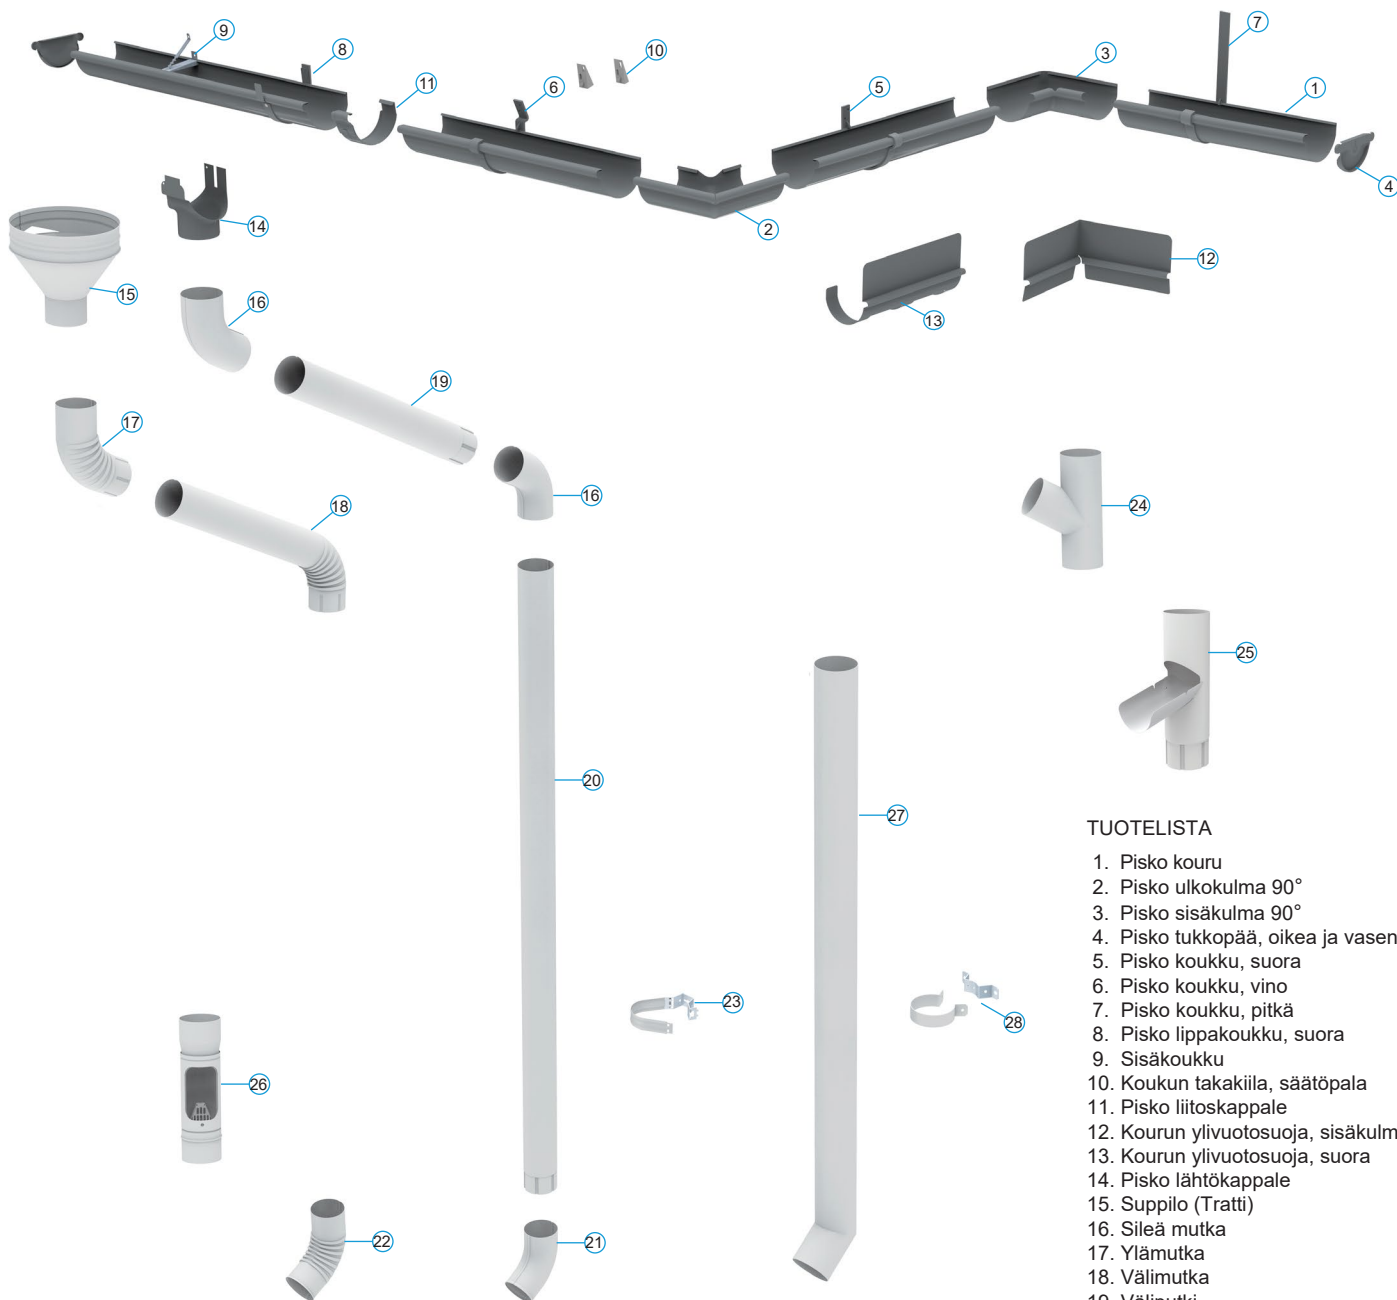 9
8
10
7
3
11
6
5
1
4
14
2
12
15
16
13
19
17
18
16
24
25
20
27
23
28
26
22
21
TUOTELISTA
1. Pisko kouru
2. Pisko ulkokulma 90°
3. Pisko sisäkulma 90°
4. Pisko tukkopää, oikea ja vasen
5. Pisko koukku, suora
6. Pisko koukku, vino
7. Pisko koukku, pitkä
8. Pisko lippakoukku, suora
9. Sisäkoukku
10. Koukun takakiila, säätöpala
11. Pisko liitoskappale
12. Kourun ylivuotosuoja, sisäkulm
13. Kourun ylivuotosuoja, suora
14. Pisko lähtökappale
15. Suppilo (Tratti)
16. Sileä mutka
17. Ylämutka
18. Välimutka
19. Väliputki